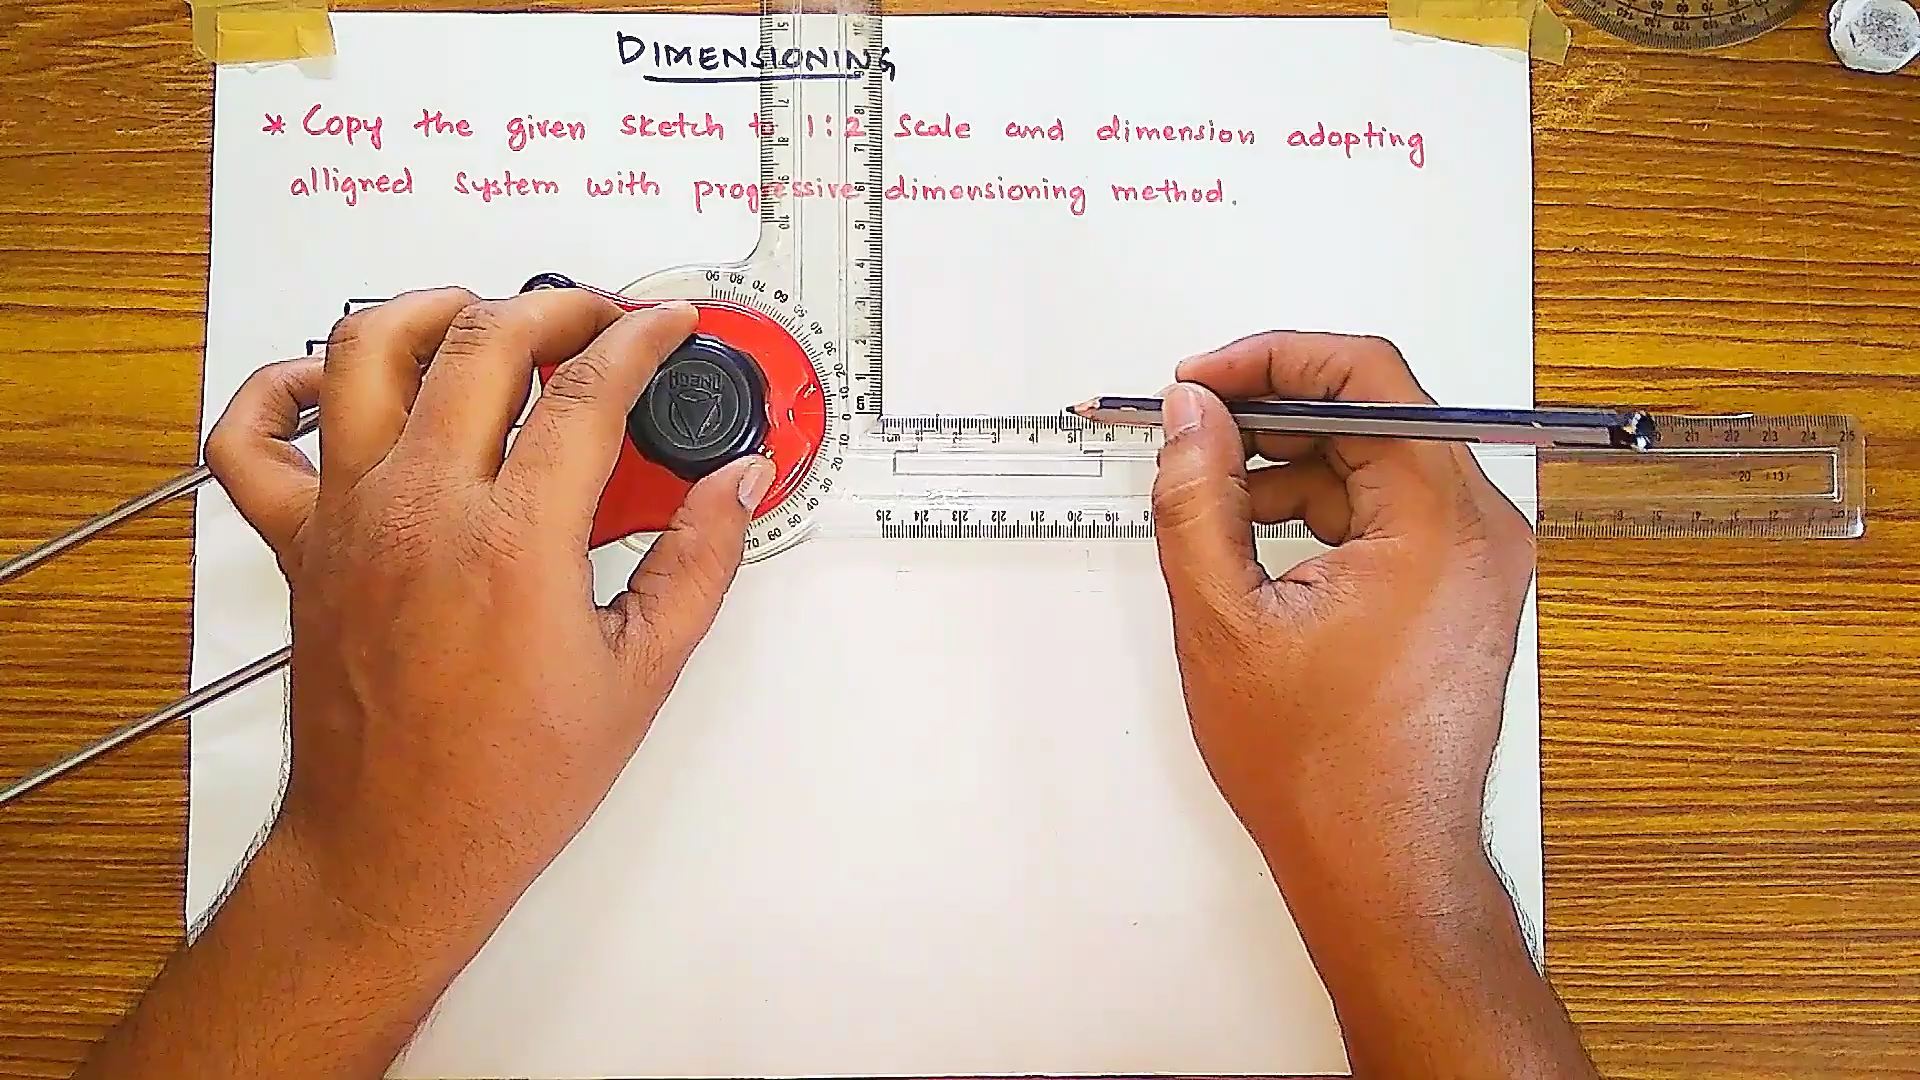 DIMENSIONING
* Copy the given sketch to 1:2 scale and dimension adopting
alligned system with progressive dimensioning method.